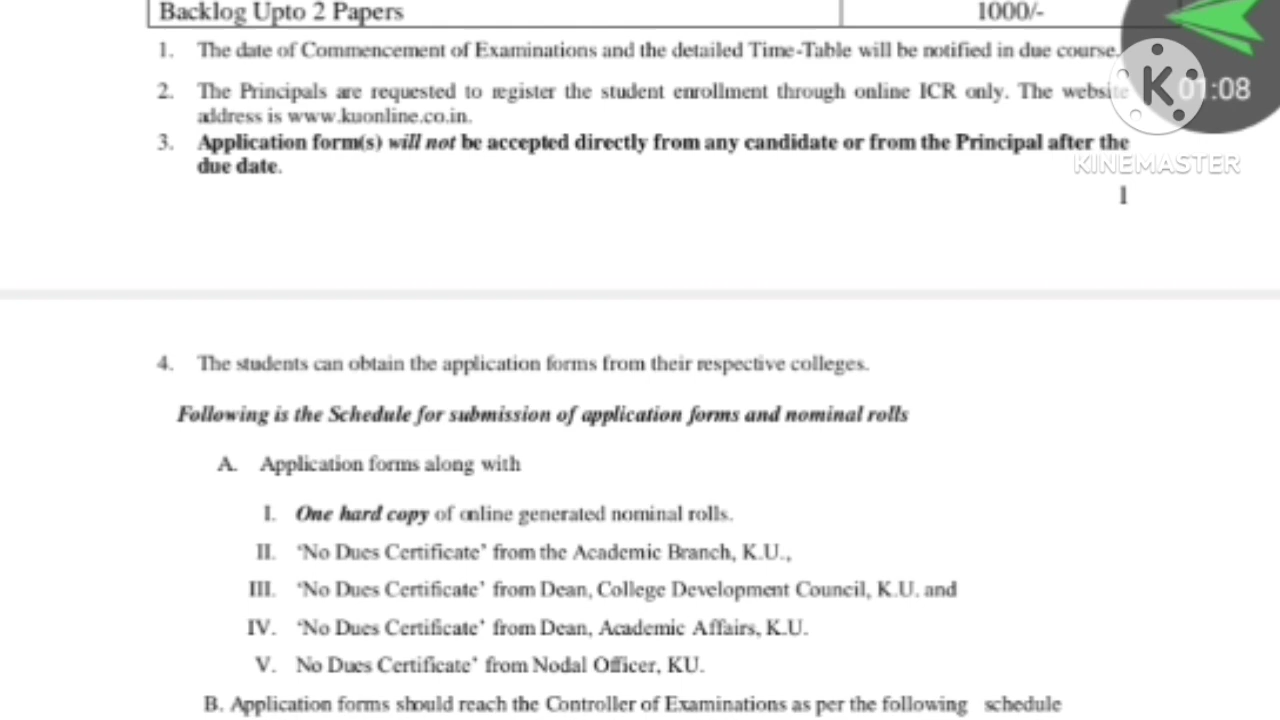 Backlog Upto 2 Papers 1000/-
1. The date of Commencement of Examinations and the detailed Time-Table will be notified in due course.
2. The Principals are requested to register the student enrollment through online ICR only. The website
address is www.kuonline.co.in.
3. Application form(s) will not be accepted directly from any candidate or from the Principal after the
due date.
1
4. The students can obtain the application forms from their respective colleges.
Following is the Schedule for submission of application forms and nominal rolls
A. Application forms along with
I. One hard copy of online generated nominal rolls.
II. 'No Dues Certificate' from the Academic Branch, K.U.,
III. 'No Dues Certificate' from Dean, College Development Council, K.U. and
IV. 'No Dues Certificate' from Dean, Academic Affairs, K.U.
V. No Dues Certificate' from Nodal Officer, KU.
B. Application forms should reach the Controller of Examinations as per the following schedule
K
01:08
KINEMASTER